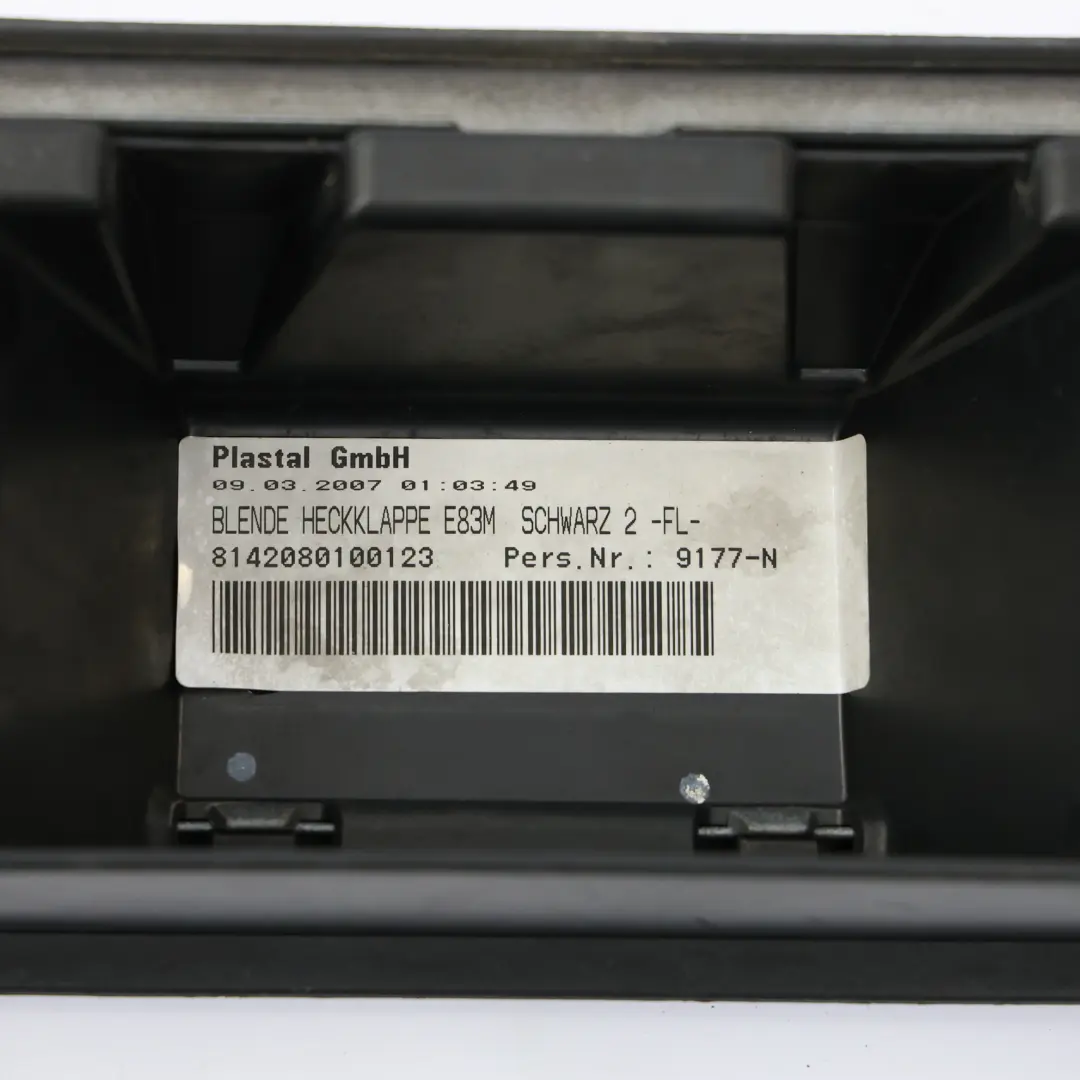 Plastal GmbH
09.03.2007 01:03:49
BLENDE HECKKLAPPE E83M SCHWARZ 2 -FL-
8142080100123 Pers.Nr.: 9177-N